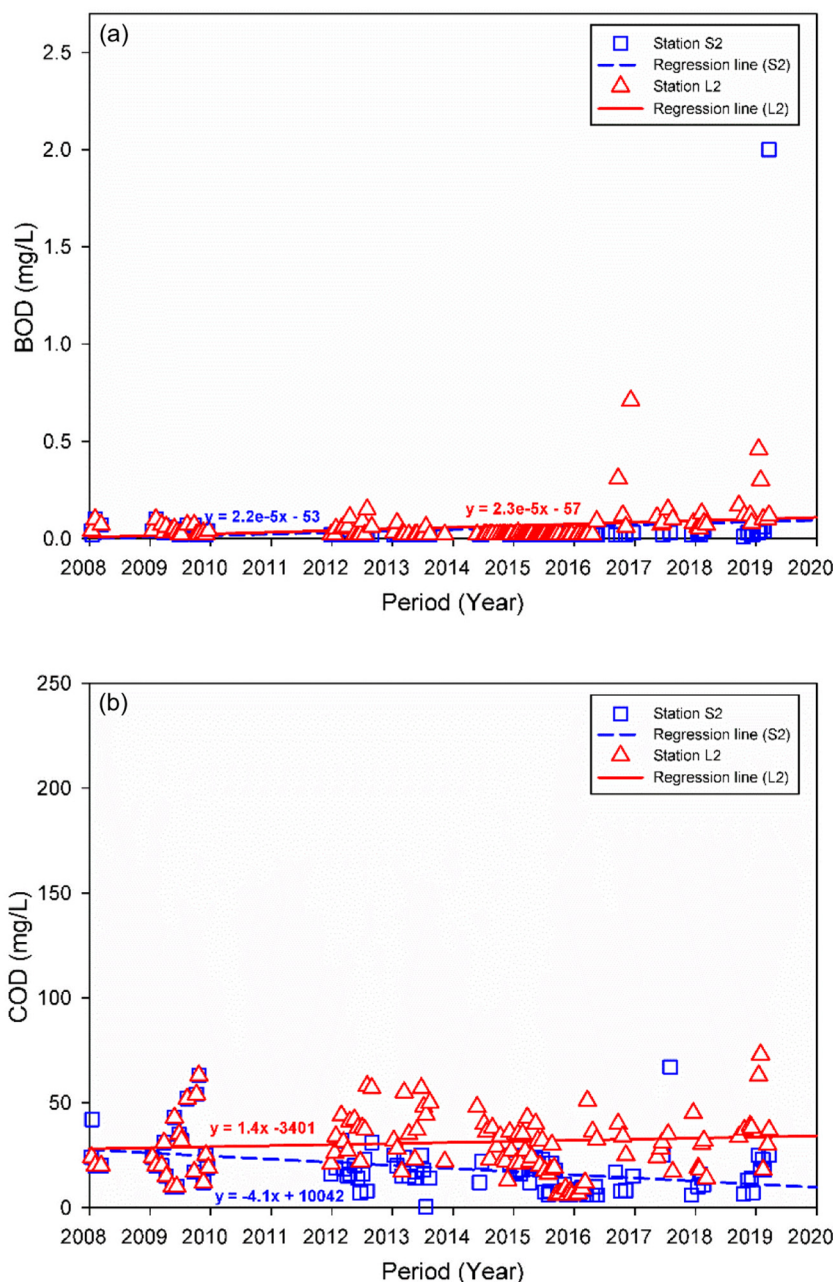 (a)
2.5
2.0
1.5
1.0
0.5
0.0
BOD (mg/L)
Station S2
Regression line (S2)
Station L2
Regression line (L2)
y = 2.2e-5x - 53
y = 2.3e-5x - 57
2008 2009 2010 2011 2012 2013 2014 2015 2016 2017 2018 2019 2020
Period (Year)
(b)
250
200
150
100
50
0
COD (mg/L)
Station S2
Regression line (S2)
Station L2
Regression line (L2)
y = 1.4x -3401
y = -4.1x + 10042
2008 2009 2010 2011 2012 2013 2014 2015 2016 2017 2018 2019 2020
Period (Year)